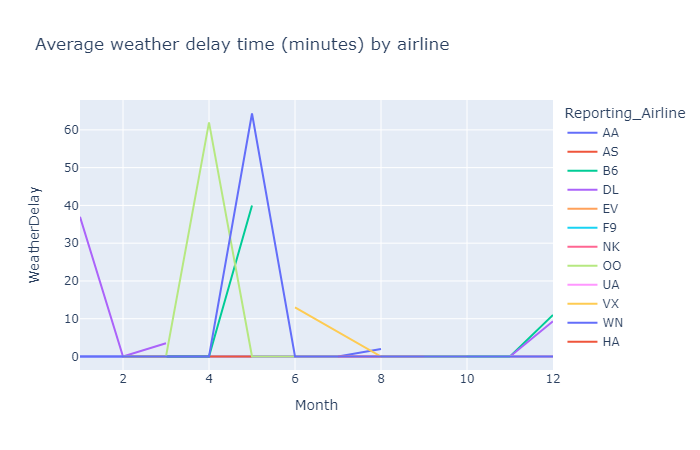 Average weather delay time (minutes) by airline
Reporting_Airline
AA
AS
B6
DL
EV
F9
NK
OO
UA
VX
WN
HA
WeatherDelay
60
50
40
30
20
10
0
2 4 6 8 10 12
Month